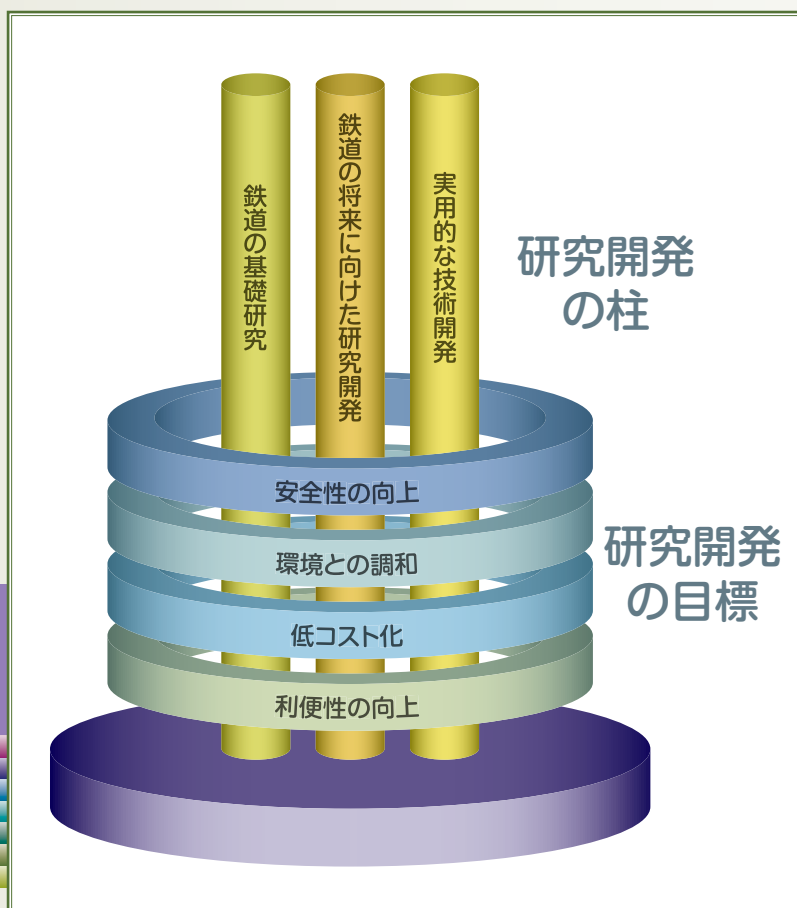 鉄道の基礎研究
鉄道の将来に向けた研究開発
実用的な技術開発
研究開発
の柱
安全性の向上
環境との調和
低コスト化
利便性の向上
研究開発
の目標